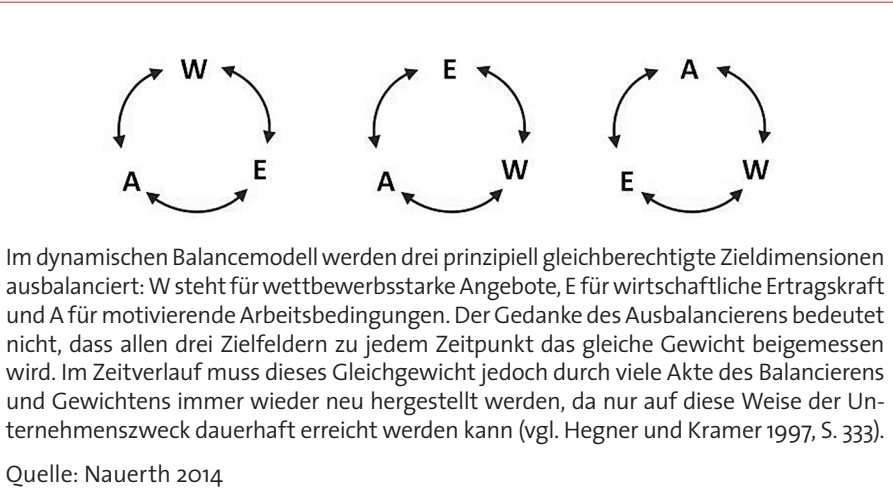 W E A
A E A W E W
Im dynamischen Balancemodell werden drei prinzipiell gleichberechtigte Zieldimensionen
ausbalanciert: W steht für wettbewerbsstarke Angebote, E für wirtschaftliche Ertragskraft
und A für motivierende Arbeitsbedingungen. Der Gedanke des Ausbalancierens bedeutet
nicht, dass allen drei Zielfeldern zu jedem Zeitpunkt das gleiche Gewicht beigemessen
wird. Im Zeitverlauf muss dieses Gleichgewicht jedoch durch viele Akte des Balancierens
und Gewichtens immer wieder neu hergestellt werden, da nur auf diese Weise der Un-
ternehmenszweck dauerhaft erreicht werden kann (vgl. Hegner und Kramer 1997, S. 333).
Quelle: Nauerth 2014